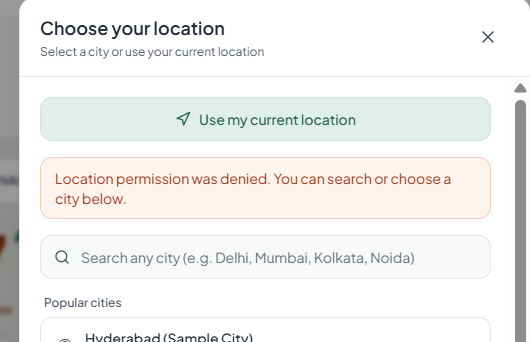 Choose your location
Select a city or use your current location
Use my current location
Location permission was denied. You can search or choose a
city below.
Search any city (e.g. Delhi, Mumbai, Kolkata, Noida)
Popular cities
Hyderabad (Sample City)